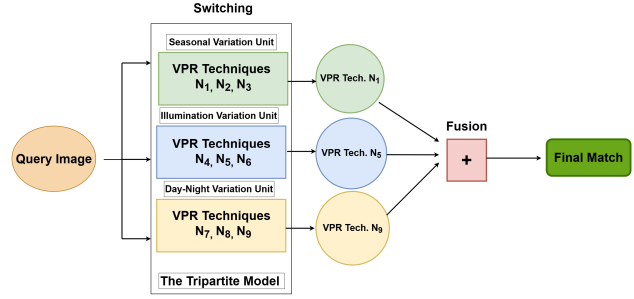 Switching
Seasonal Variation Unit
VPR Techniques
N1, N2, N3
VPR Tech. N1
Illumination Variation Unit
Query Image
VPR Techniques
N4, N5, N6
VPR Tech. N5
Fusion
+
Final Match
Day-Night Variation Unit
VPR Techniques
N7, N8, N9
VPR Tech. N9
The Tripartite Model